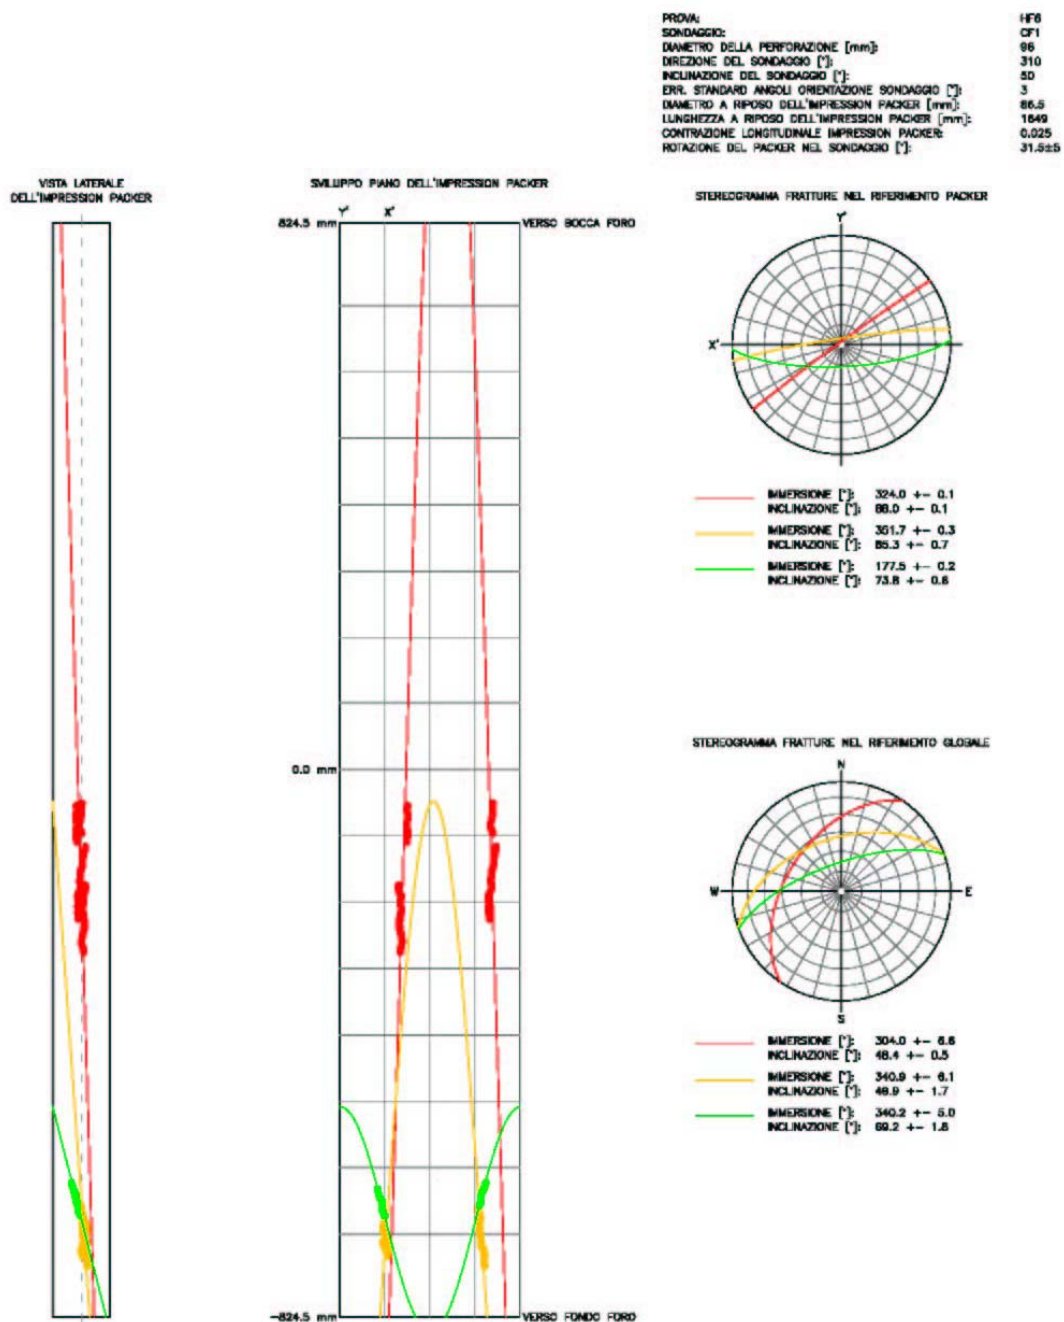 PROVA: HF6
SONDAGGIO: CF1
DIAMETRO DELLA PERFORAZIONE [mm]: 96
DIREZIONE DEL SONDAGGIO [°]: 310
INCLINAZIONE DEL SONDAGGIO [°]: 50
ERR. STANDARD ANGOLI ORIENTAZIONE SONDAGGIO [°]: 3
DIAMETRO A RIPOSO DELL'IMPRESSION PACKER [mm]: 86.5
LUNGHEZZA A RIPOSO DELL'IMPRESSION PACKER [mm]: 1649
CONTRAZIONE LONGITUDINALE IMPRESSION PACKER: 0.025
ROTAZIONE DEL PACKER NEL SONDAGGIO [°]: 31.5±5
VISTA LATERALE
DELL'IMPRESSION PACKER
SVILUPPO PIANO DELL'IMPRESSION PACKER
Y' X'
824.5 mm VERSO BOCCA FORO
0.0 mm
-824.5 mm VERSO FONDO FORO
STEREOGRAMMA FRATTURE NEL RIFERIMENTO PACKER
Y'
X'
IMMERSIONE [°]: 324.0 +- 0.1
INCLINAZIONE [°]: 88.0 +- 0.1
IMMERSIONE [°]: 351.7 +- 0.3
INCLINAZIONE [°]: 85.3 +- 0.7
IMMERSIONE [°]: 177.5 +- 0.2
INCLINAZIONE [°]: 73.8 +- 0.6
STEREOGRAMMA FRATTURE NEL RIFERIMENTO GLOBALE
N
W E
S
IMMERSIONE [°]: 304.0 +- 6.6
INCLINAZIONE [°]: 48.4 +- 0.5
IMMERSIONE [°]: 340.9 +- 6.1
INCLINAZIONE [°]: 48.9 +- 1.7
IMMERSIONE [°]: 340.2 +- 5.0
INCLINAZIONE [°]: 69.2 +- 1.8